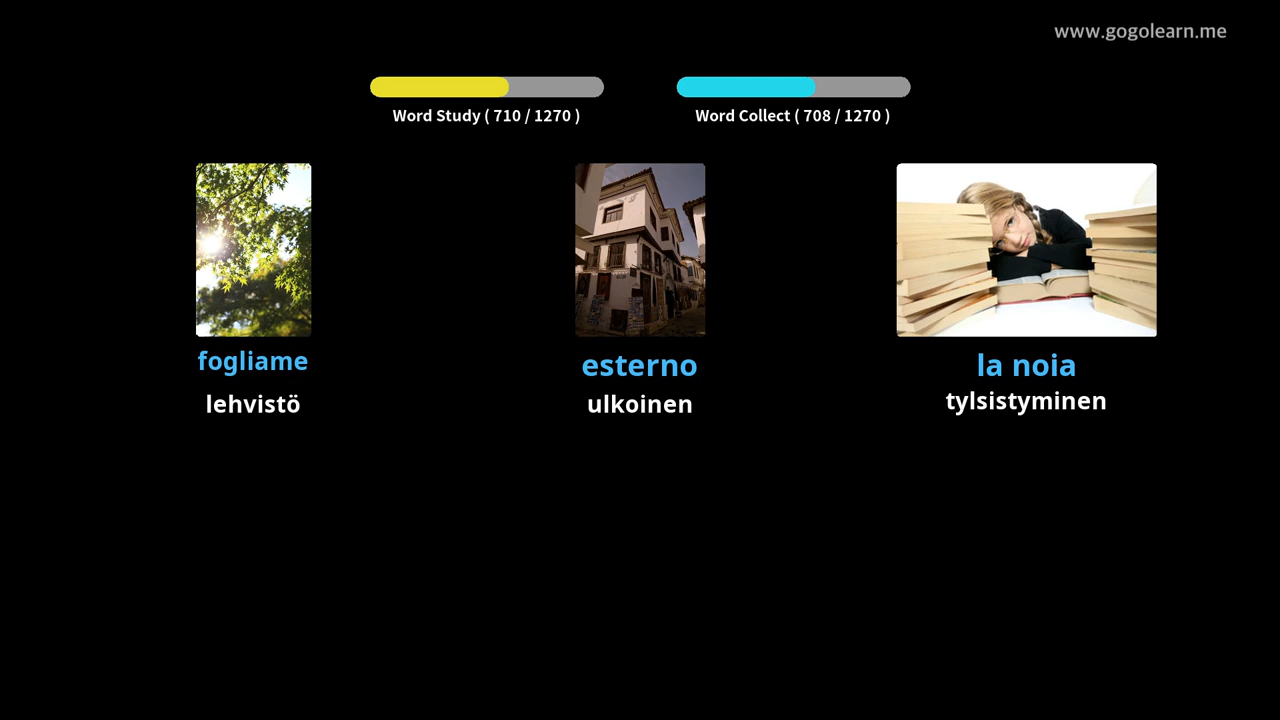 www.gogolearn.me
Word Study ( 710 / 1270 )
Word Collect ( 708 / 1270 )
fogliame
lehvistö
esterno
ulkoinen
la noia
tylsistyminen